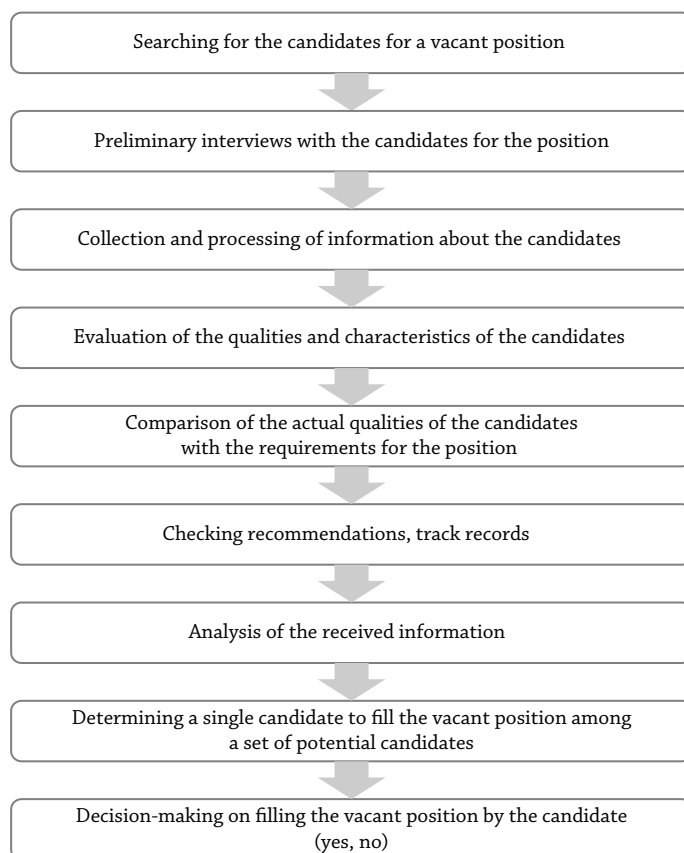 Searching for the candidates for a vacant position
Preliminary interviews with the candidates for the position
Collection and processing of information about the candidates
Evaluation of the qualities and characteristics of the candidates
Comparison of the actual qualities of the candidates
with the requirements for the position
Checking recommendations, track records
Analysis of the received information
Determining a single candidate to fill the vacant position among
a set of potential candidates
Decision-making on filling the vacant position by the candidate
(yes, no)